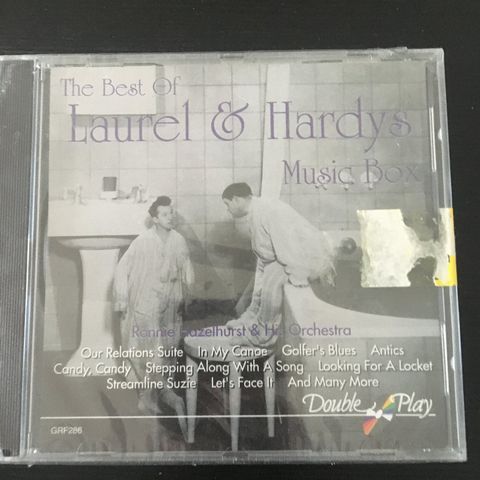 The Best Of
Laurel & Hardys
Music Box
Ronnie Hazelhurst & His Orchestra
Our Relations Suite In My Canoe Golfer's Blues Antics
Candy, Candy Stepping Along With A Song Looking For A Locket
Streamline Suzie Let's Face It And Many More
Double Play
GRF286